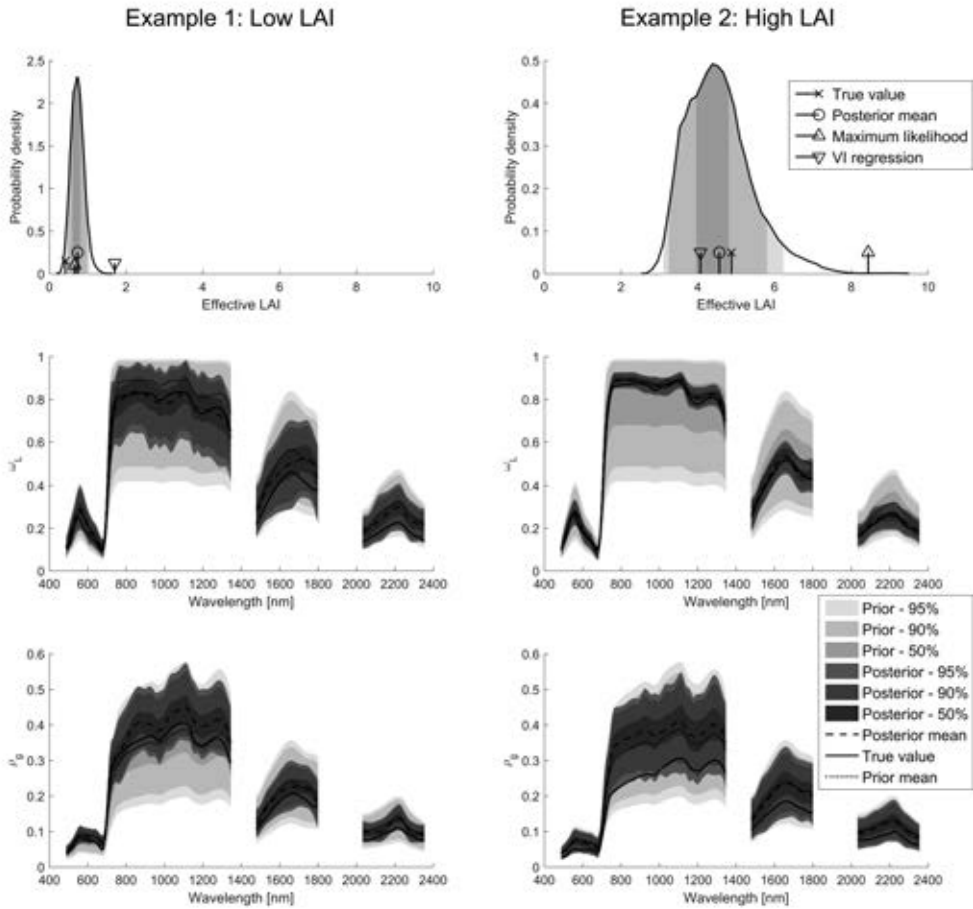 Example 1: Low LAI
Example 2: High LAI
Probability density
2.5
2
1.5
1
0.5
0
0 2 4 6 8 10
Effective LAI
Probability density
0.5
0.4
0.3
0.2
0.1
0
0 2 4 6 8 10
Effective LAI
True value
Posterior mean
Maximum likelihood
VI regression
ω_L
1
0.8
0.6
0.4
0.2
0
400 600 800 1000 1200 1400 1600 1800 2000 2200 2400
Wavelength [nm]
ω_L
1
0.8
0.6
0.4
0.2
0
400 600 800 1000 1200 1400 1600 1800 2000 2200 2400
Wavelength [nm]
Prior - 95%
Prior - 90%
Prior - 50%
Posterior - 95%
Posterior - 90%
Posterior - 50%
Posterior mean
True value
Prior mean
ρ_g
0.6
0.5
0.4
0.3
0.2
0.1
0
400 600 800 1000 1200 1400 1600 1800 2000 2200 2400
Wavelength [nm]
ρ_g
0.6
0.5
0.4
0.3
0.2
0.1
0
400 600 800 1000 1200 1400 1600 1800 2000 2200 2400
Wavelength [nm]